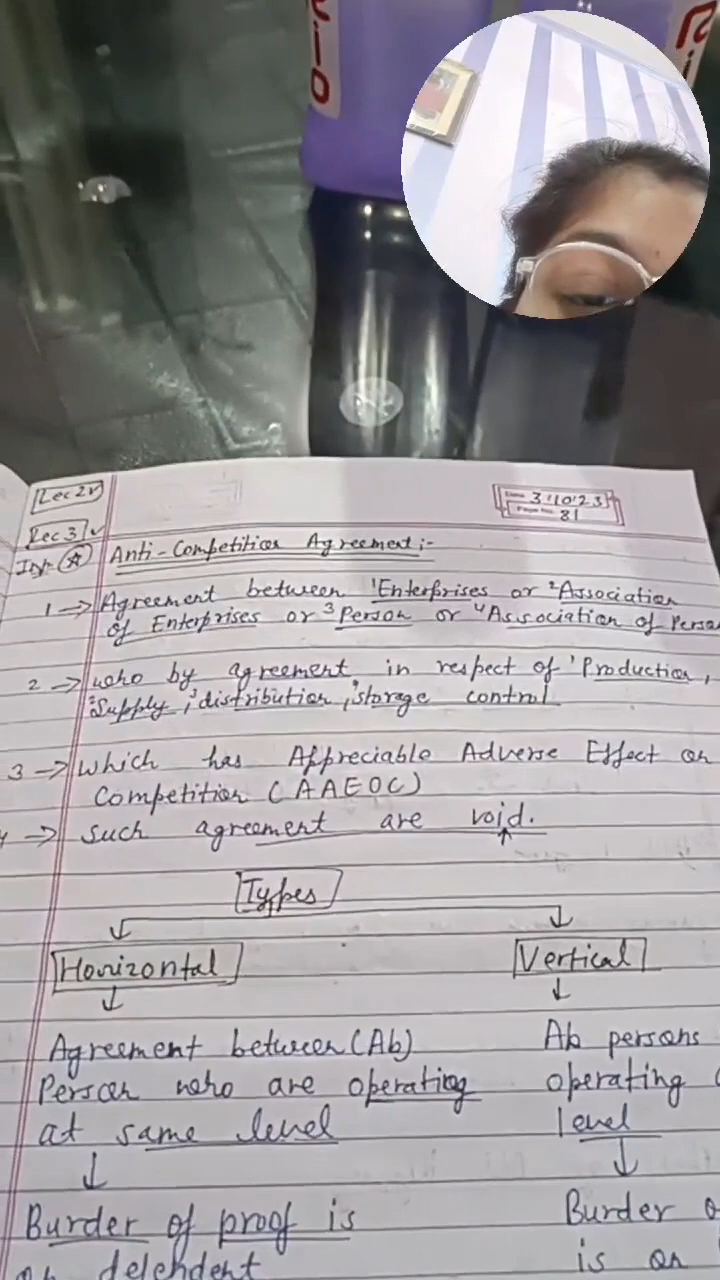 Lec 2
Lec 3
3/10/23
Page No. 81
Anti-Competition Agreement:-
1 → Agreement between ¹Enterprises or ²Association
of Enterprises or ³Person or ⁴Association of Person
2 → who by agreement in respect of ¹Production,
²Supply, ³distribution, ⁴storage control
3 → Which has Appreciable Adverse Effect on
Competition (AAEOC)
4 → Such agreement are void.
Types
Horizontal
Vertical
Agreement between (Ab)
Person who are operating
at same level
Ab persons
operating
level
Burden of proof is
on defendent
Burden
is on